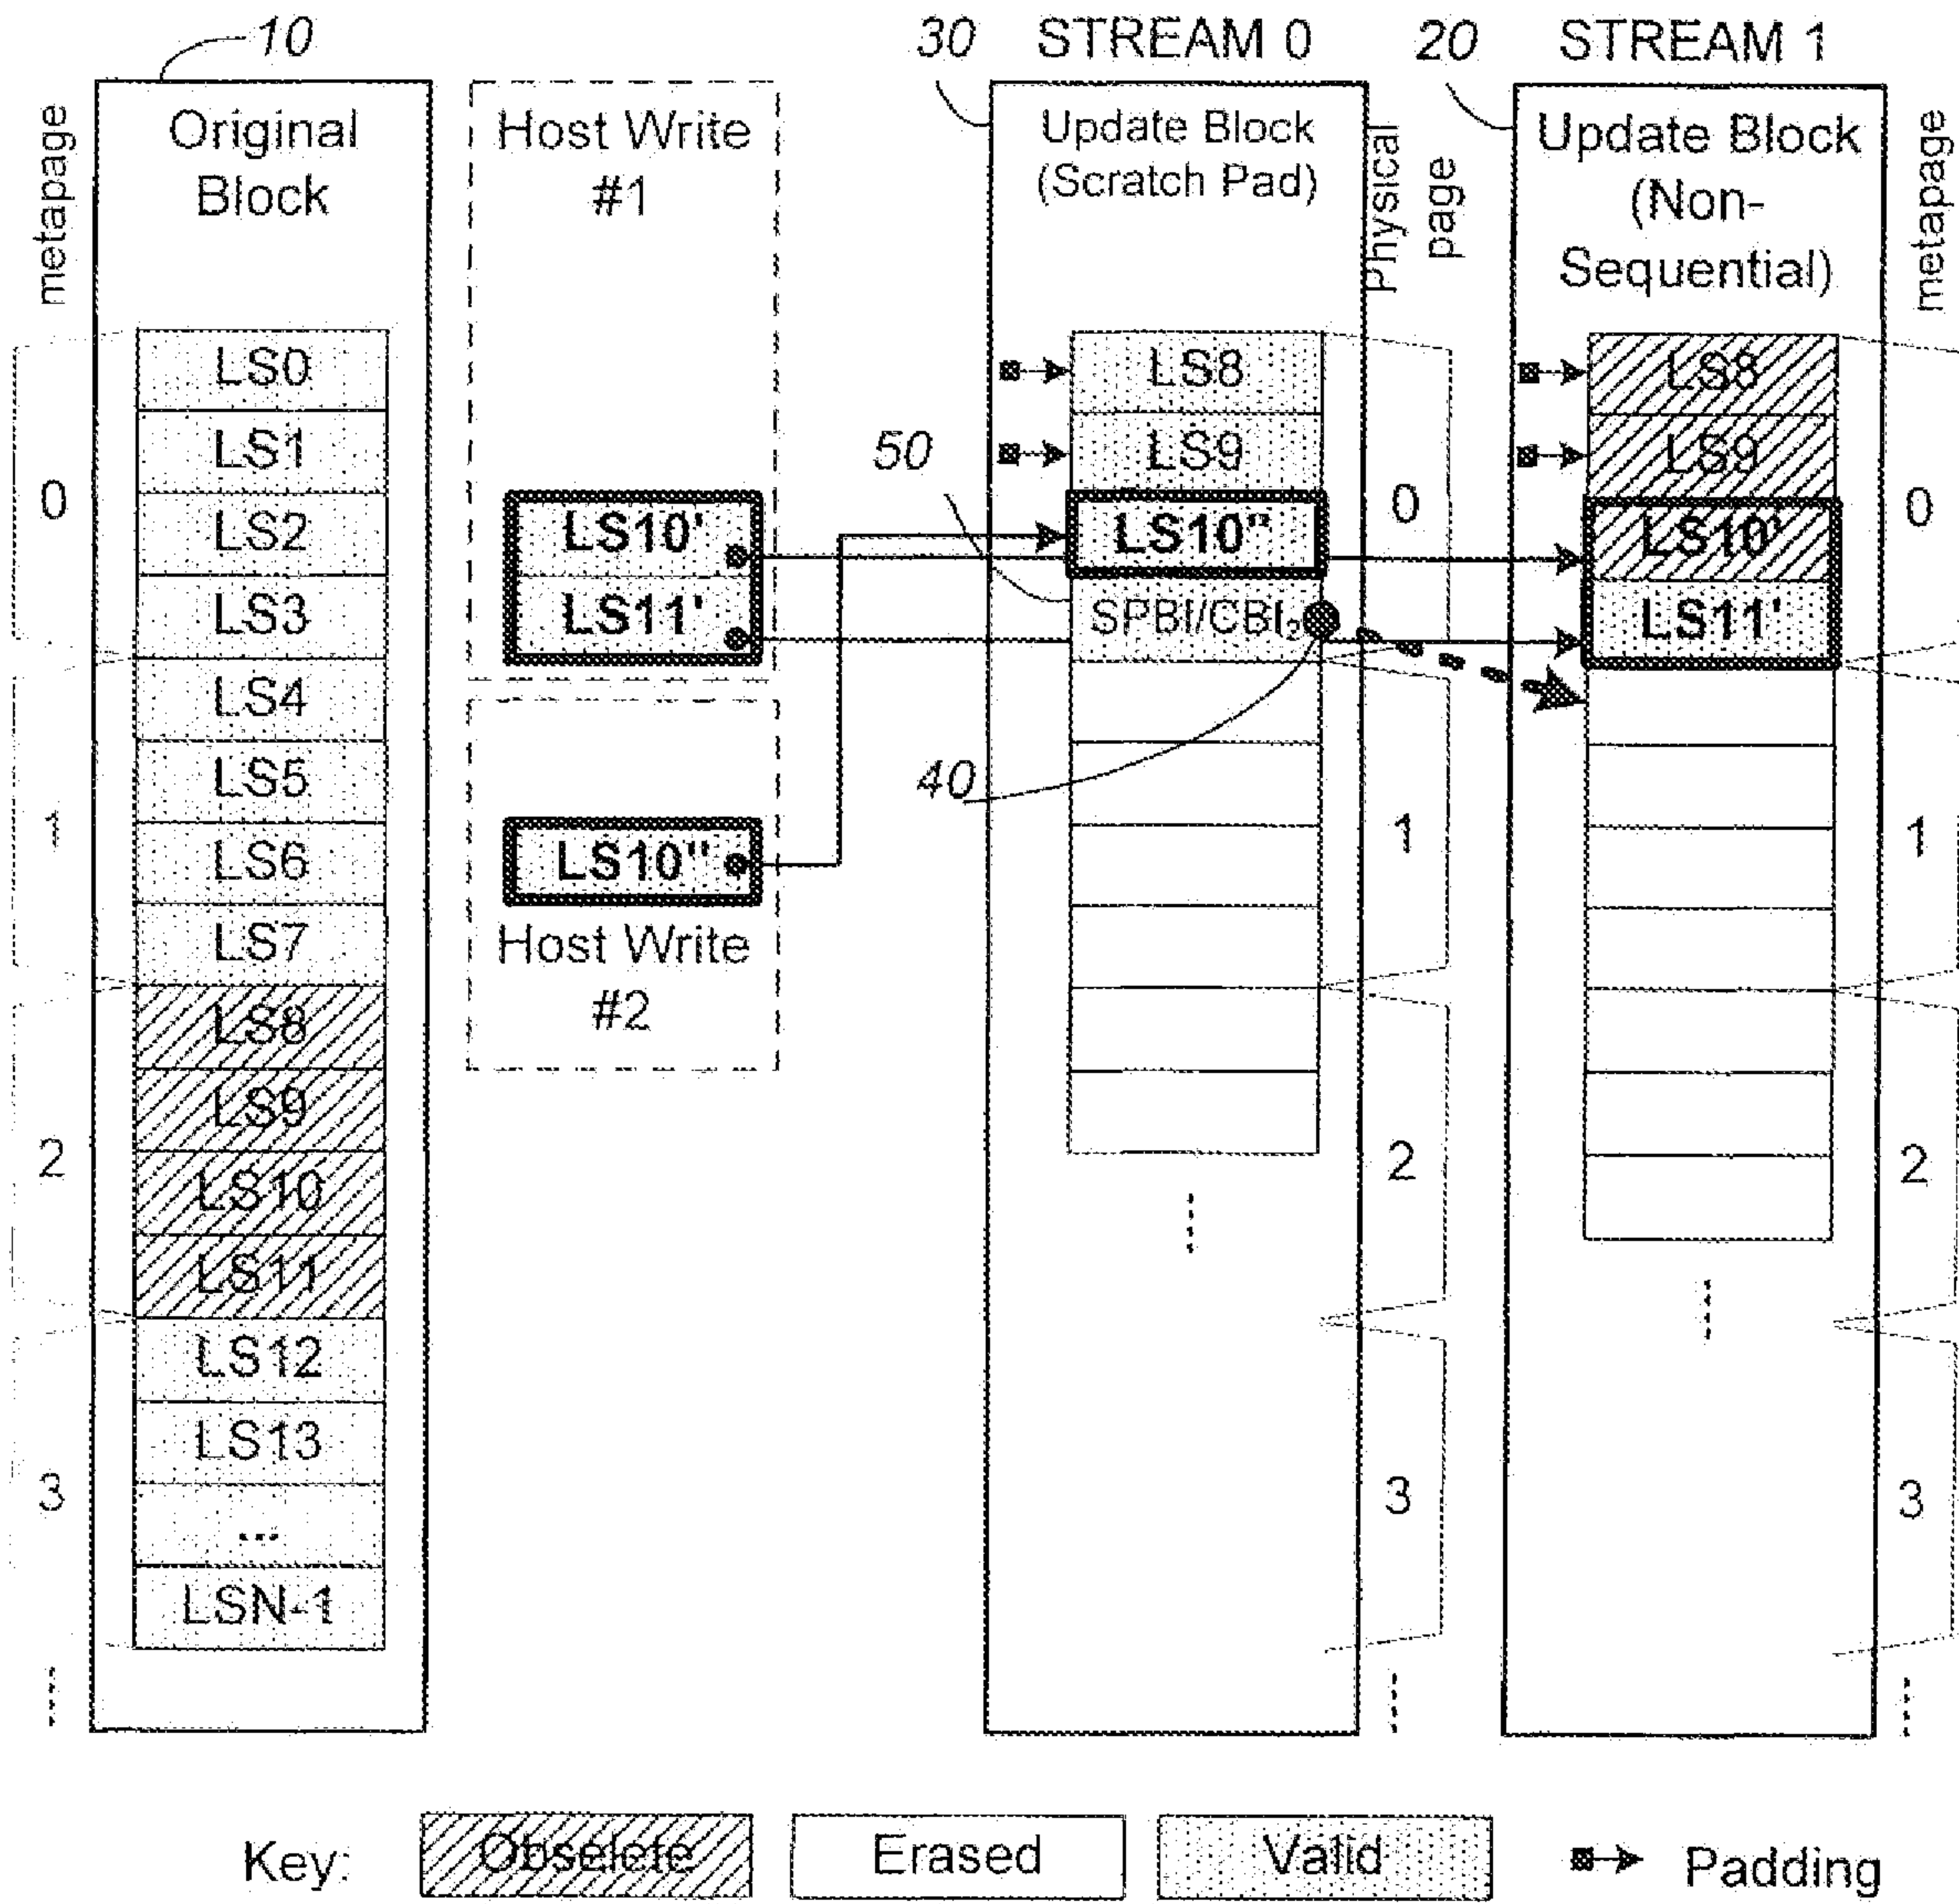 10
metapage
Original
Block
0
1
2
3
LS0
LS1
LS2
LS3
LS4
LS5
LS6
LS7
LS8
LS9
LS10
LS11
LS12
LS13
...
LSN-1
Host Write
#1
LS10'
LS11'
LS10''
Host Write
#2
30 STREAM 0
Update Block
(Scratch Pad)
Physical
page
LS8
LS9
50
LS10''
SPBI/CBI₂
40
0
1
2
3
20 STREAM 1
Update Block
(Non-
Sequential)
metapage
LS8
LS9
LS10'
LS11'
0
1
2
3
Key:
Obselete
Erased
Valid
Padding